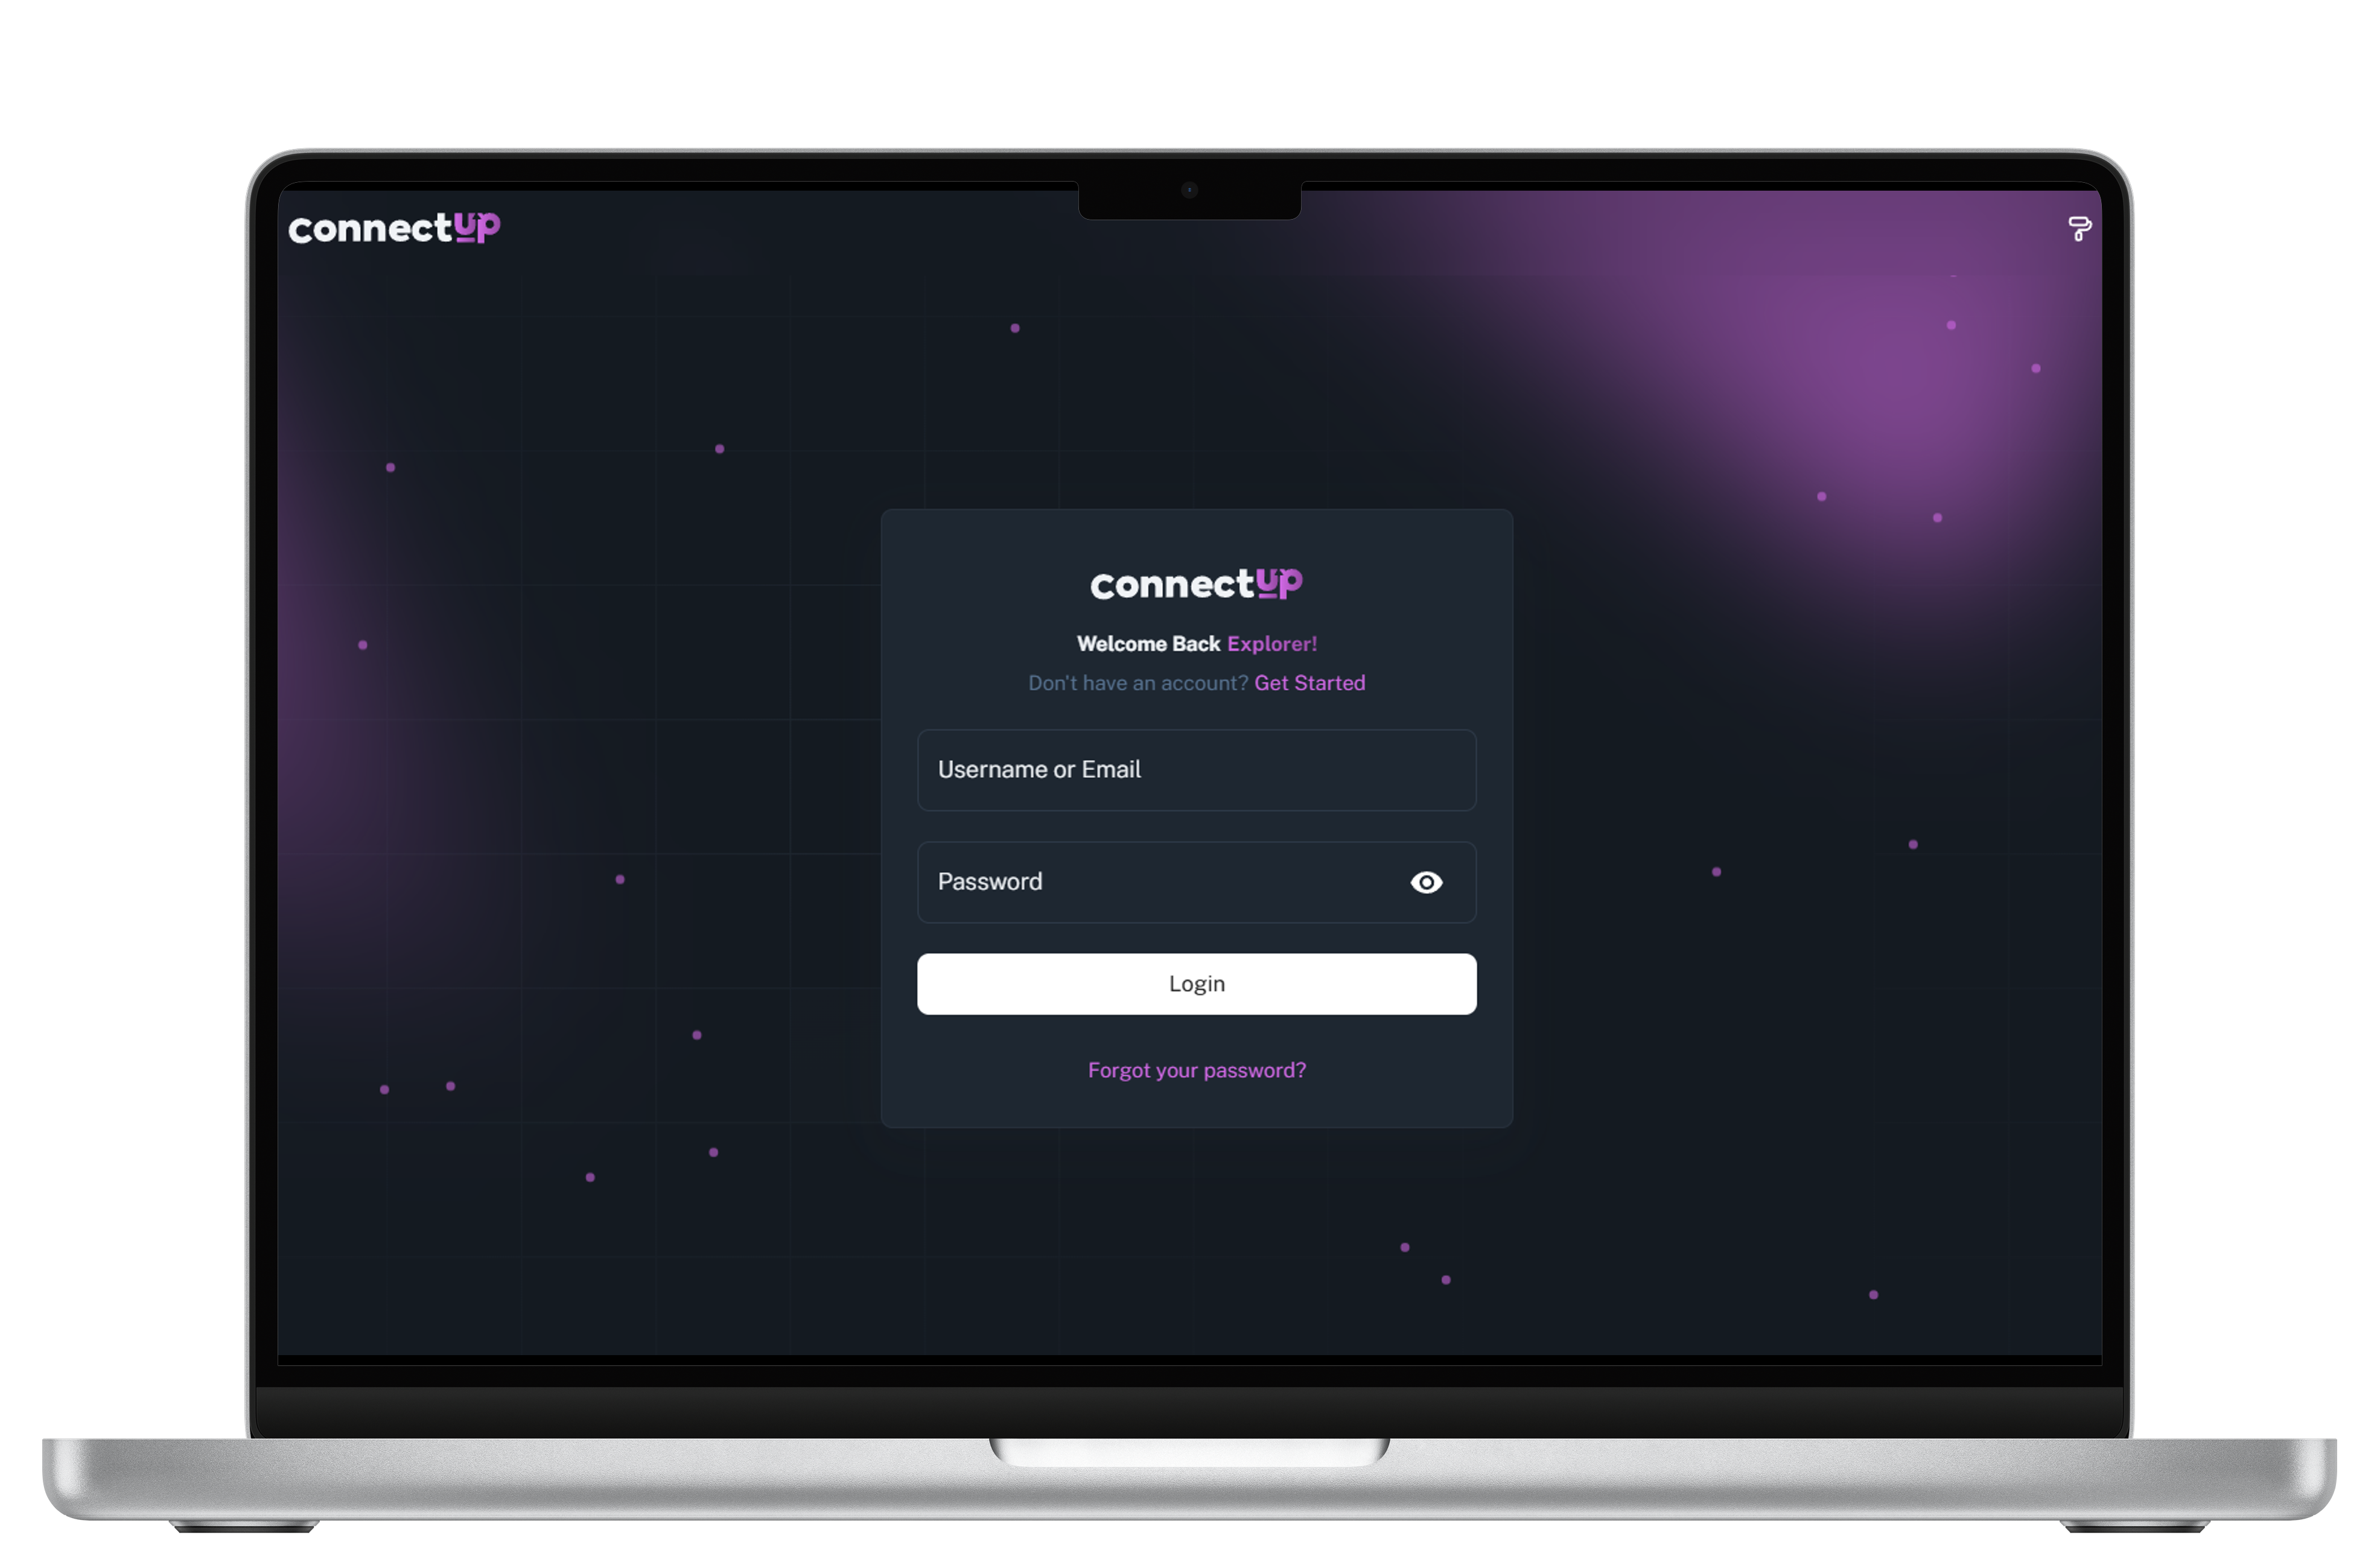 connectUp
connectUp
Welcome Back Explorer!
Don't have an account? Get Started
Username or Email
Password
Login
Forgot your password?